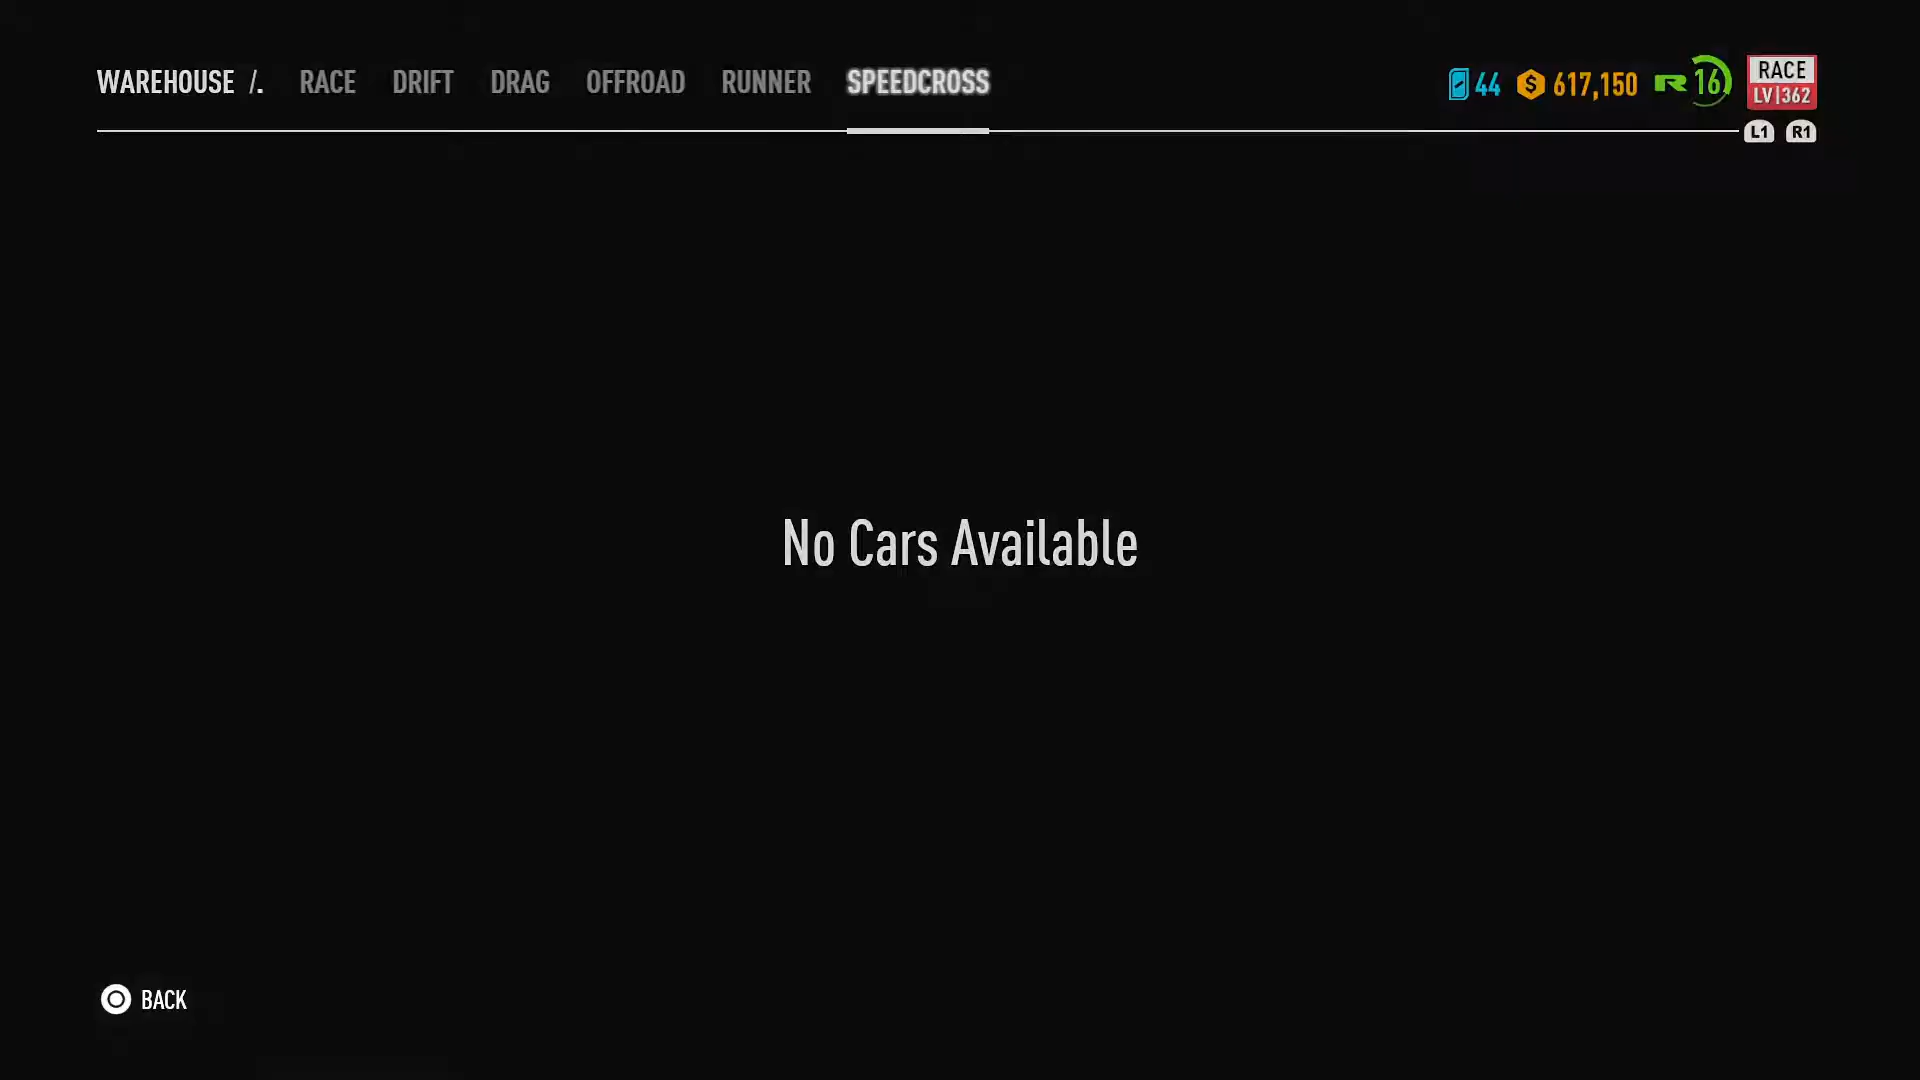 WAREHOUSE /. RACE DRIFT DRAG OFFROAD RUNNER SPEEDCROSS
44 $ 617,150 R 16 RACE LV|362
L1 R1
No Cars Available
BACK